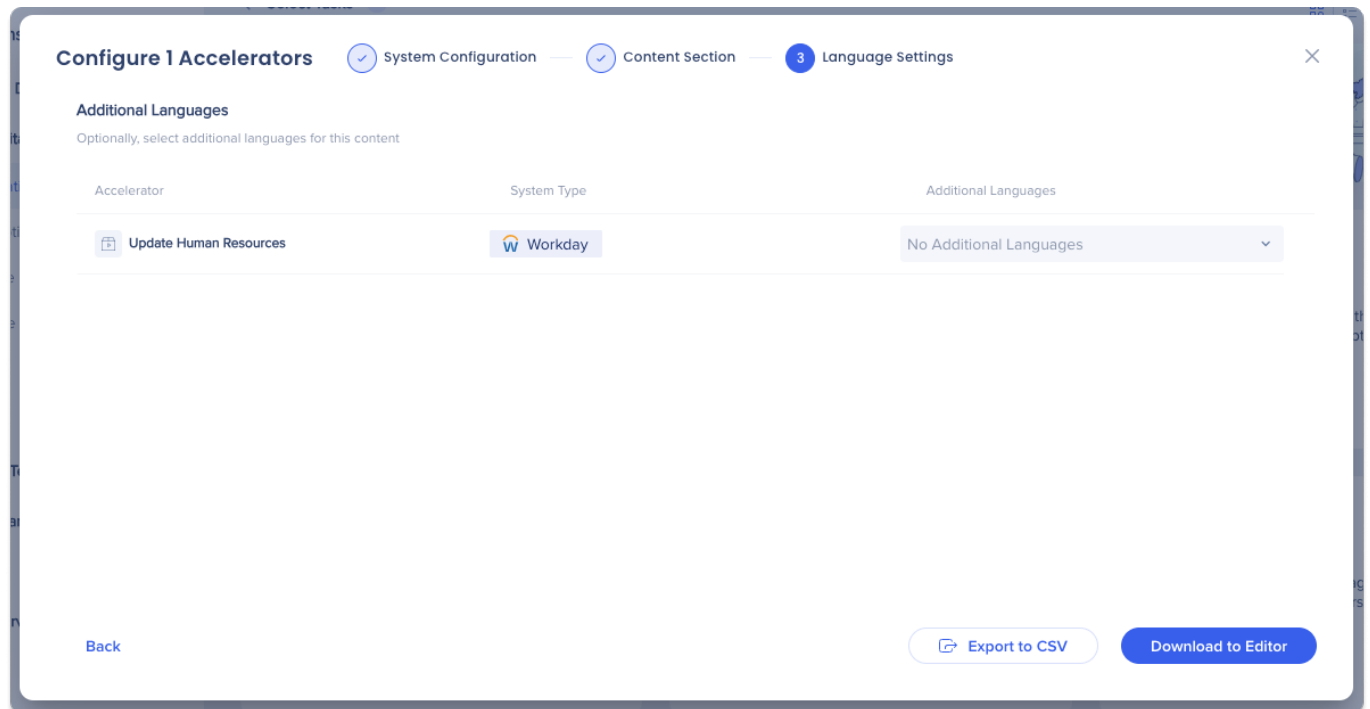 Configure 1 Accelerators
System Configuration
Content Section
3 Language Settings
Additional Languages
Optionally, select additional languages for this content
Accelerator System Type Additional Languages
Update Human Resources Workday No Additional Languages
Back Export to CSV Download to Editor